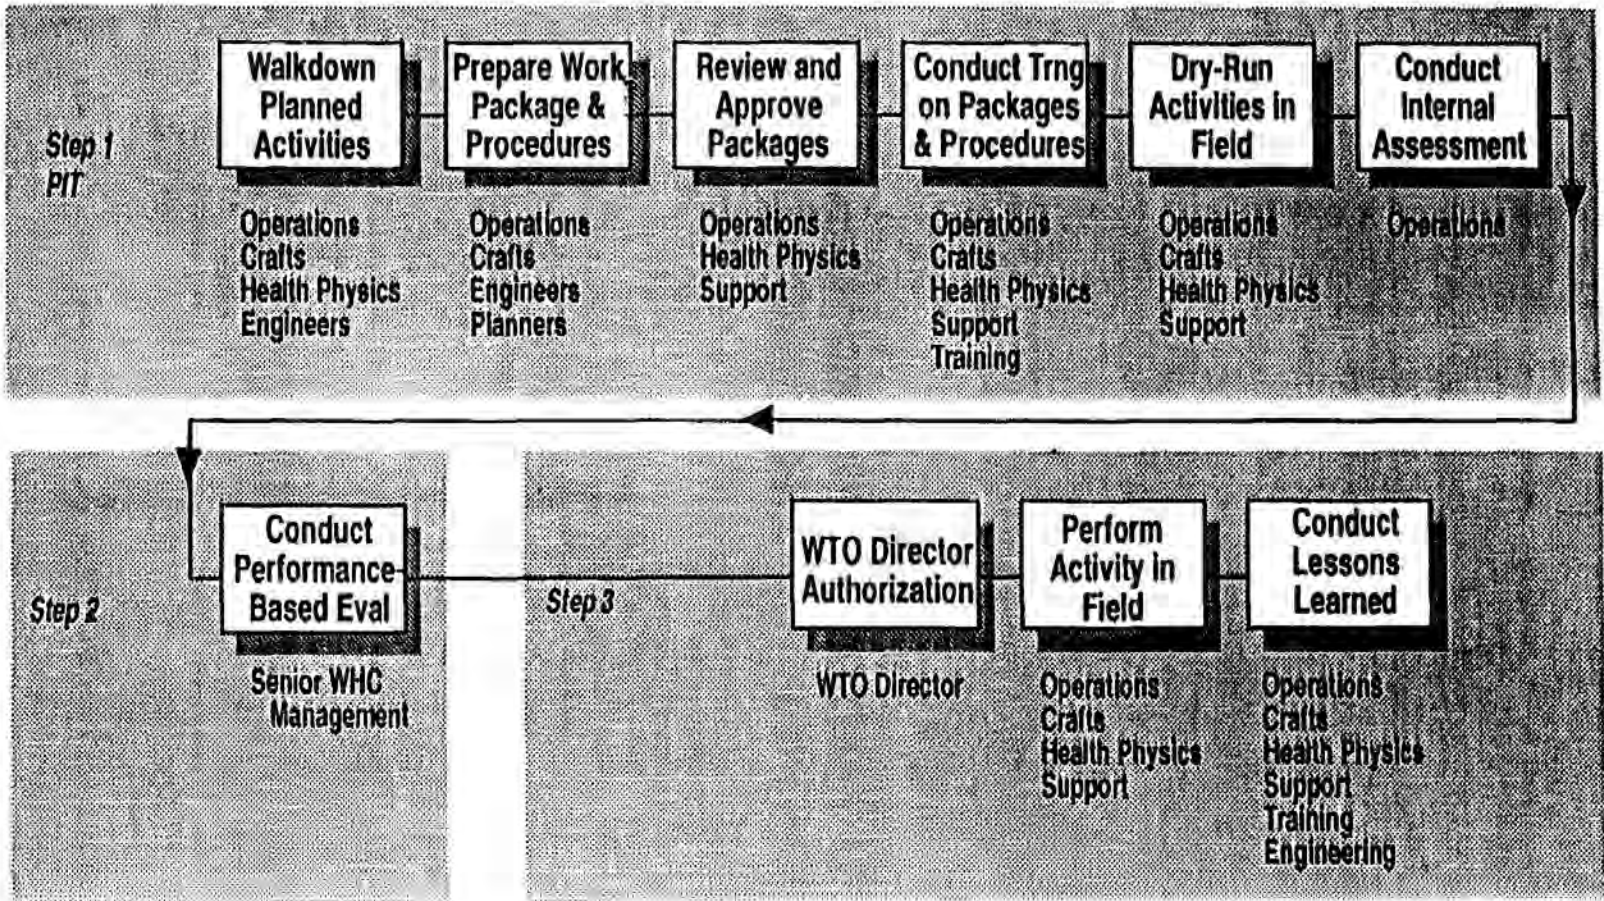 Step 1
PIT
Walkdown
Planned
Activities
Operations
Crafts
Health Physics
Engineers
Prepare Work
Package &
Procedures
Operations
Crafts
Engineers
Planners
Review and
Approve
Packages
Operations
Health Physics
Support
Conduct Trng
on Packages
& Procedures
Operations
Crafts
Health Physics
Support
Training
Dry-Run
Activities in
Field
Operations
Crafts
Health Physics
Support
Conduct
Internal
Assessment
Operations
Step 2
Conduct
Performance-
Based Eval
Senior WHC
Management
Step 3
WTO Director
Authorization
WTO Director
Perform
Activity in
Field
Operations
Crafts
Health Physics
Support
Conduct
Lessons
Learned
Operations
Crafts
Health Physics
Support
Training
Engineering